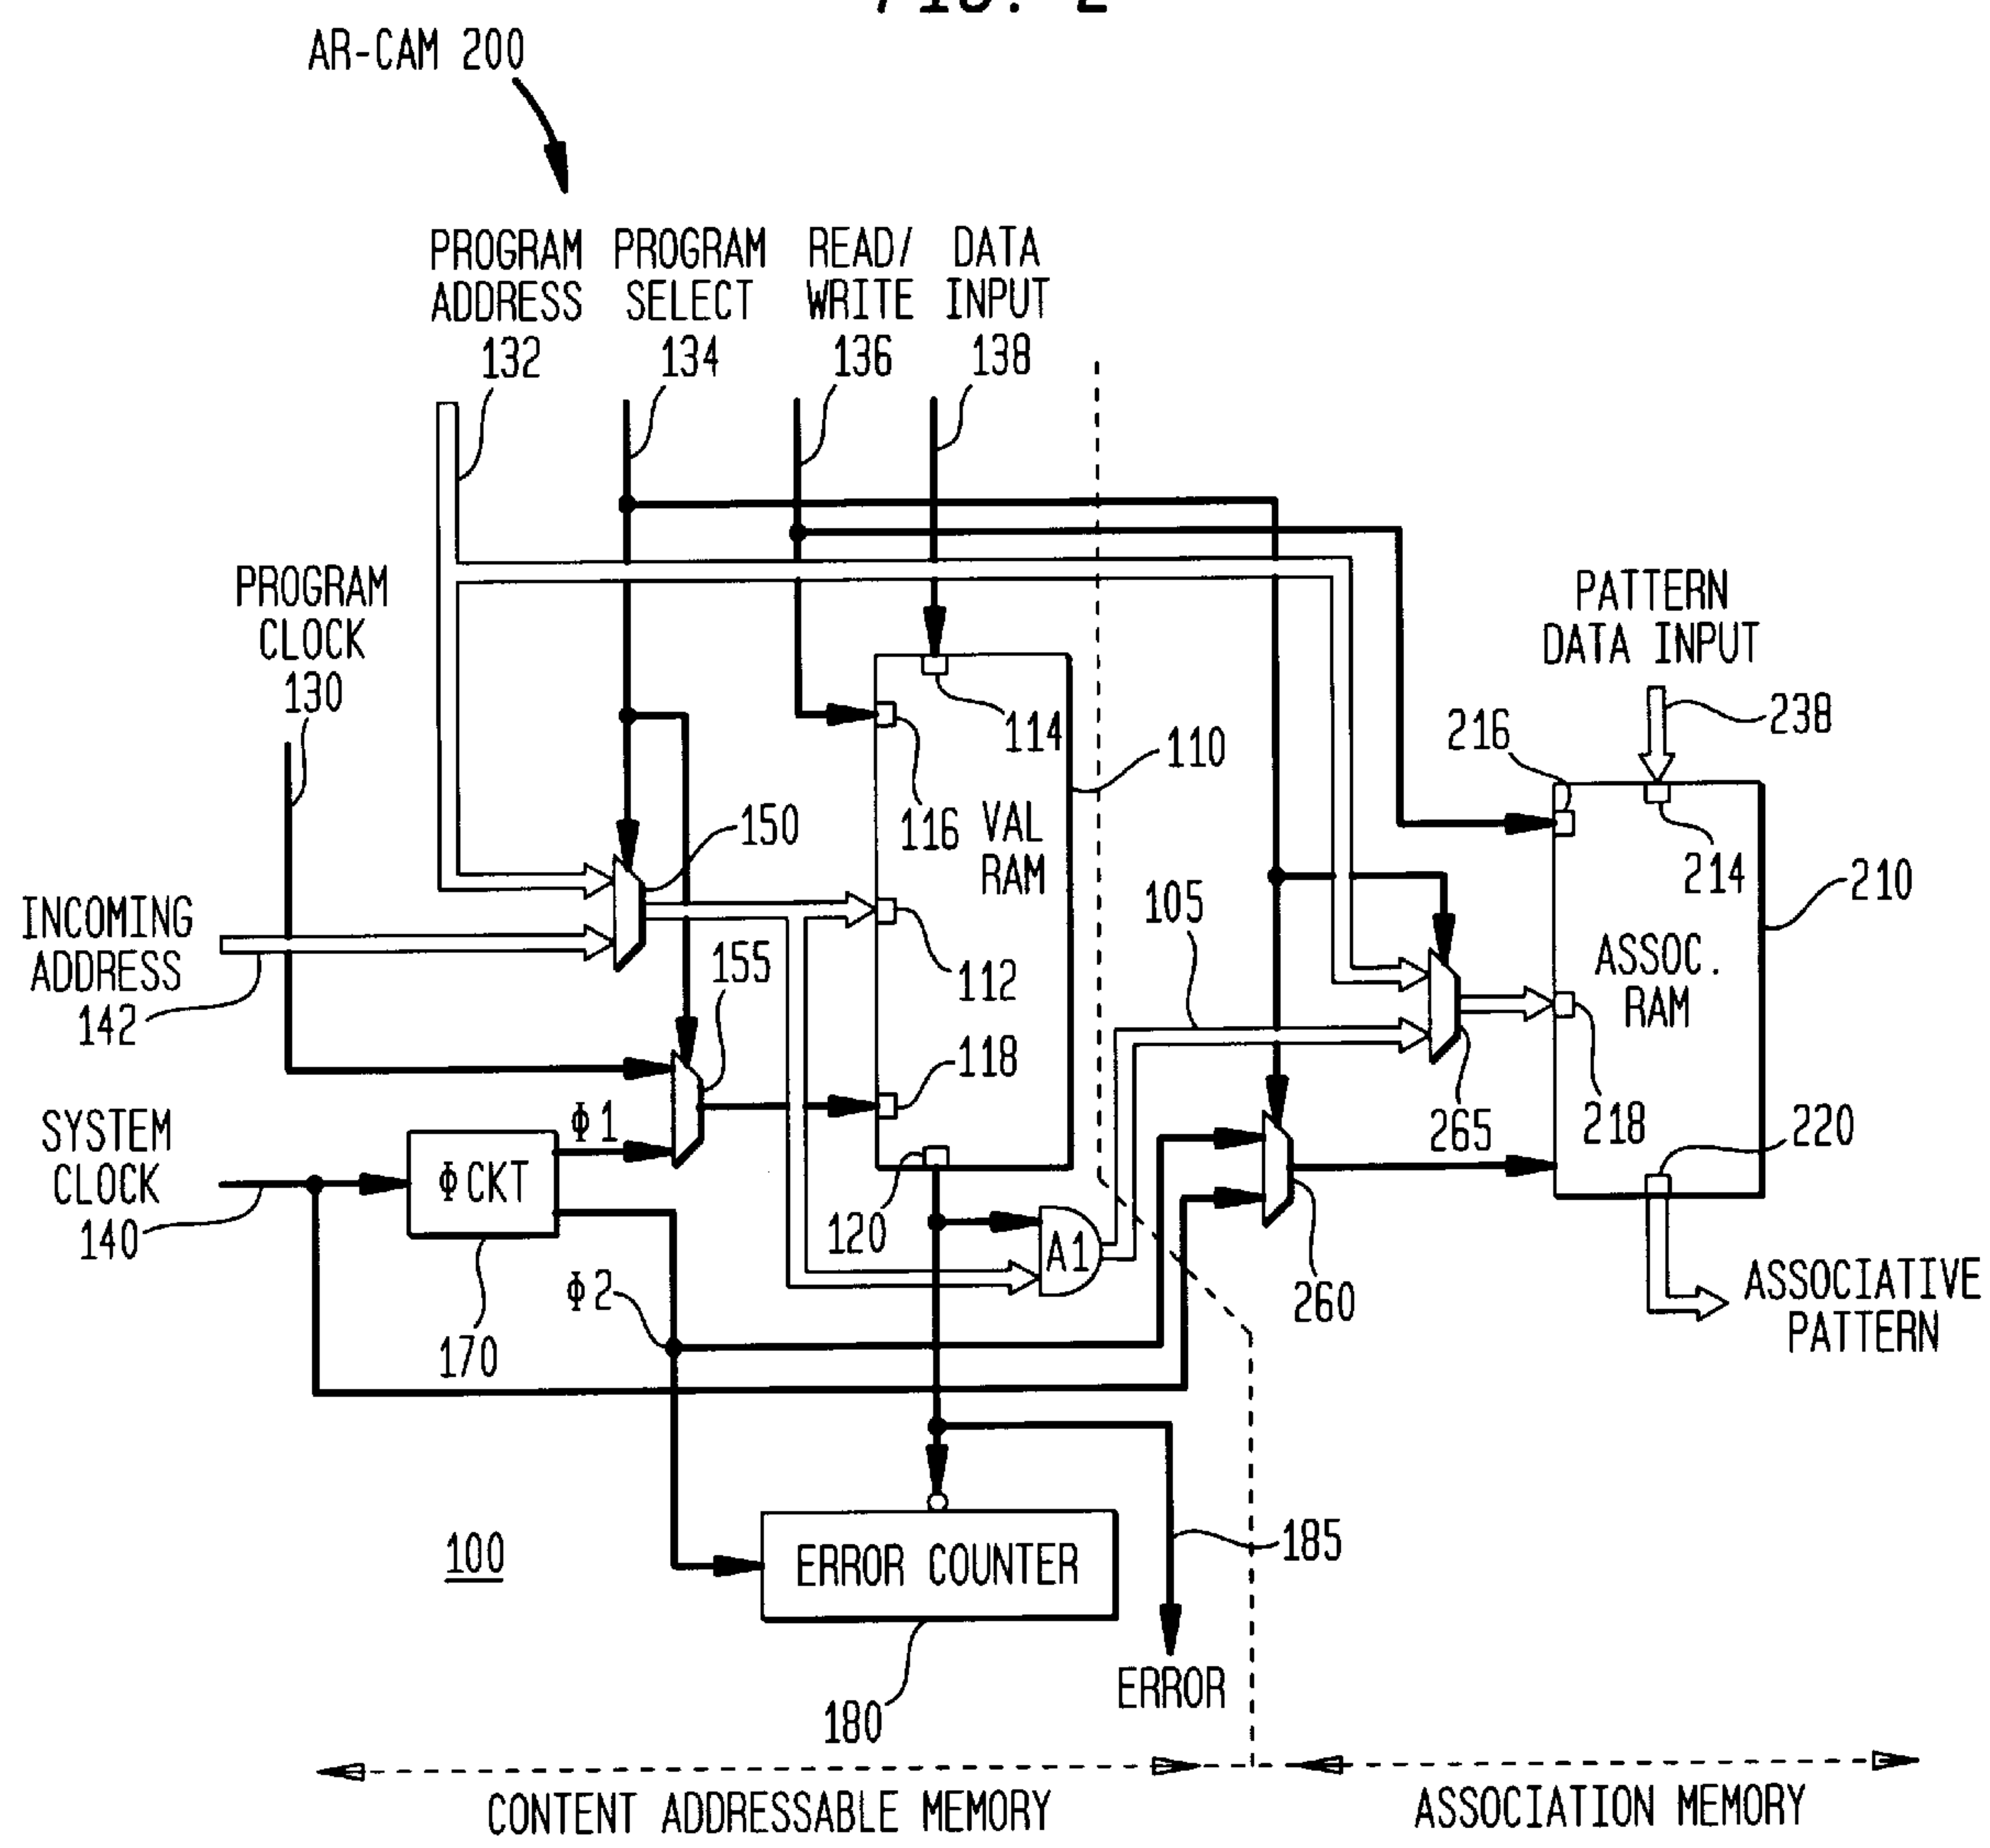 FIG. 2
AR-CAM 200
PROGRAM ADDRESS 132
PROGRAM SELECT 134
READ/ WRITE 136
DATA INPUT 138
PROGRAM CLOCK 130
PATTERN DATA INPUT
238
216
114
110
116
VAL RAM
214
210
150
INCOMING ADDRESS 142
155
112
105
ASSOC. RAM
118
265
218
220
SYSTEM CLOCK 140
Φ1
ΦCKT
170
120
A1
260
Φ2
ASSOCIATIVE PATTERN
100
ERROR COUNTER
185
180
ERROR
CONTENT ADDRESSABLE MEMORY
ASSOCIATION MEMORY